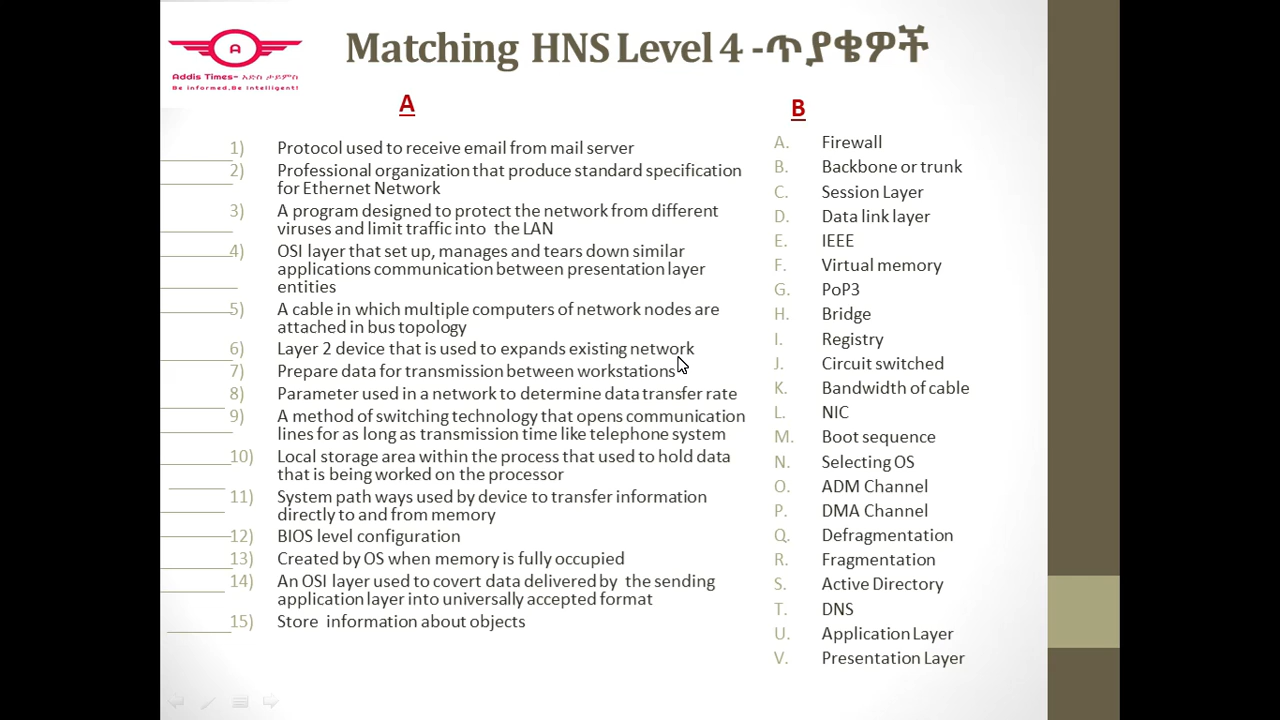 Matching HNS Level 4 -ጥያቄዎች
A
Addis Times- አዲስ ታይምስ
Be Informed,Be Intelligent!
A
1) Protocol used to receive email from mail server
2) Professional organization that produce standard specification
for Ethernet Network
3) A program designed to protect the network from different
viruses and limit traffic into the LAN
4) OSI layer that set up, manages and tears down similar
applications communication between presentation layer
entities
5) A cable in which multiple computers of network nodes are
attached in bus topology
6) Layer 2 device that is used to expands existing network
7) Prepare data for transmission between workstations
8) Parameter used in a network to determine data transfer rate
9) A method of switching technology that opens communication
lines for as long as transmission time like telephone system
10) Local storage area within the process that used to hold data
that is being worked on the processor
11) System path ways used by device to transfer information
directly to and from memory
12) BIOS level configuration
13) Created by OS when memory is fully occupied
14) An OSI layer used to covert data delivered by the sending
application layer into universally accepted format
15) Store information about objects
B
A. Firewall
B. Backbone or trunk
C. Session Layer
D. Data link layer
E. IEEE
F. Virtual memory
G. PoP3
H. Bridge
I. Registry
J. Circuit switched
K. Bandwidth of cable
L. NIC
M. Boot sequence
N. Selecting OS
O. ADM Channel
P. DMA Channel
Q. Defragmentation
R. Fragmentation
S. Active Directory
T. DNS
U. Application Layer
V. Presentation Layer